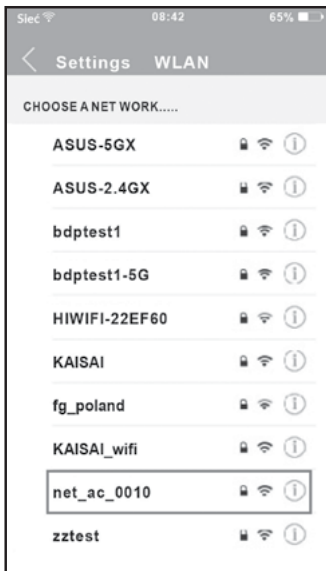 Sieć 08:42 65%
Settings WLAN
CHOOSE A NET WORK.....
ASUS-5GX
ASUS-2.4GX
bdptest1
bdptest1-5G
HIWIFI-22EF60
KAISAI
fg_poland
KAISAI_wifi
net_ac_0010
zztest